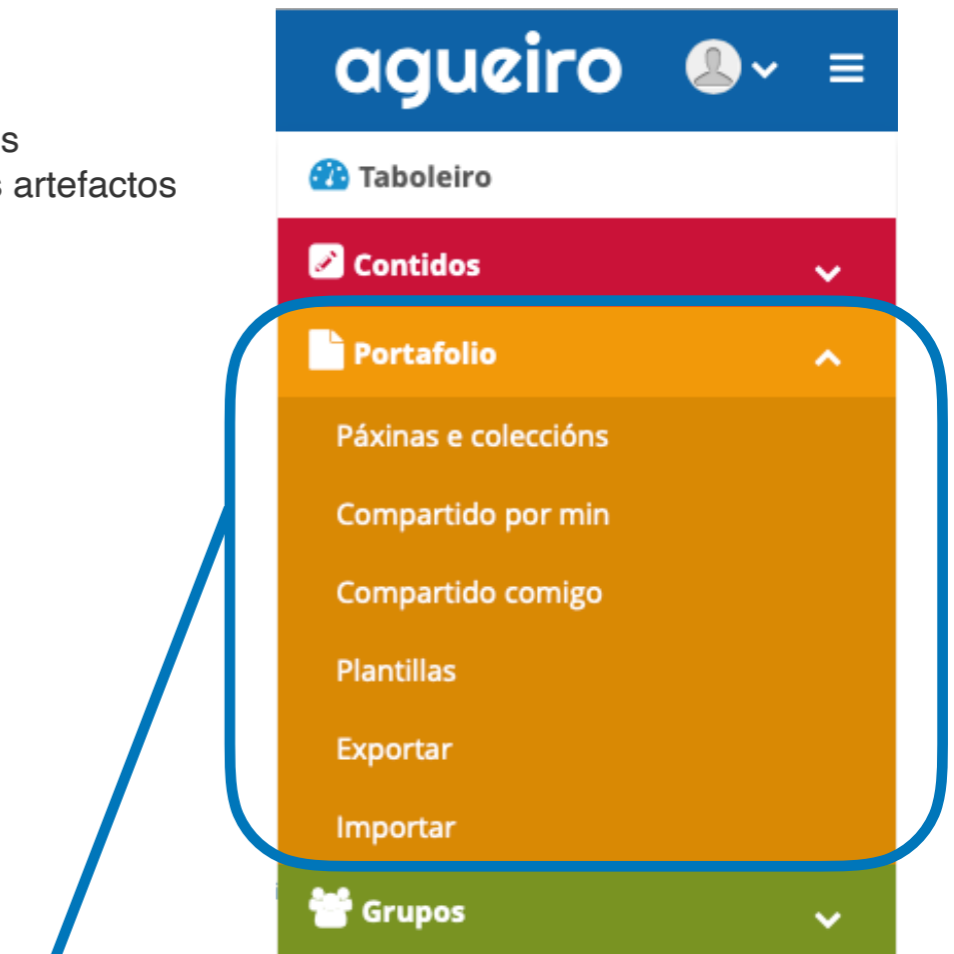 agueiro
s
s artefactos
Taboleiro
Contidos
Portafolio
Páxinas e coleccións
Compartido por min
Compartido comigo
Plantillas
Exportar
Importar
Grupos